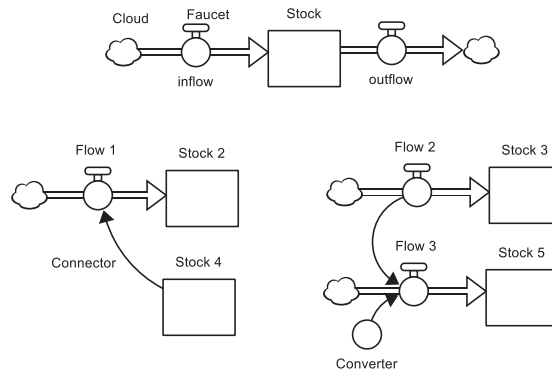 Cloud
Faucet
Stock
inflow
outflow
Flow 1
Stock 2
Connector
Stock 4
Flow 2
Stock 3
Flow 3
Stock 5
Converter